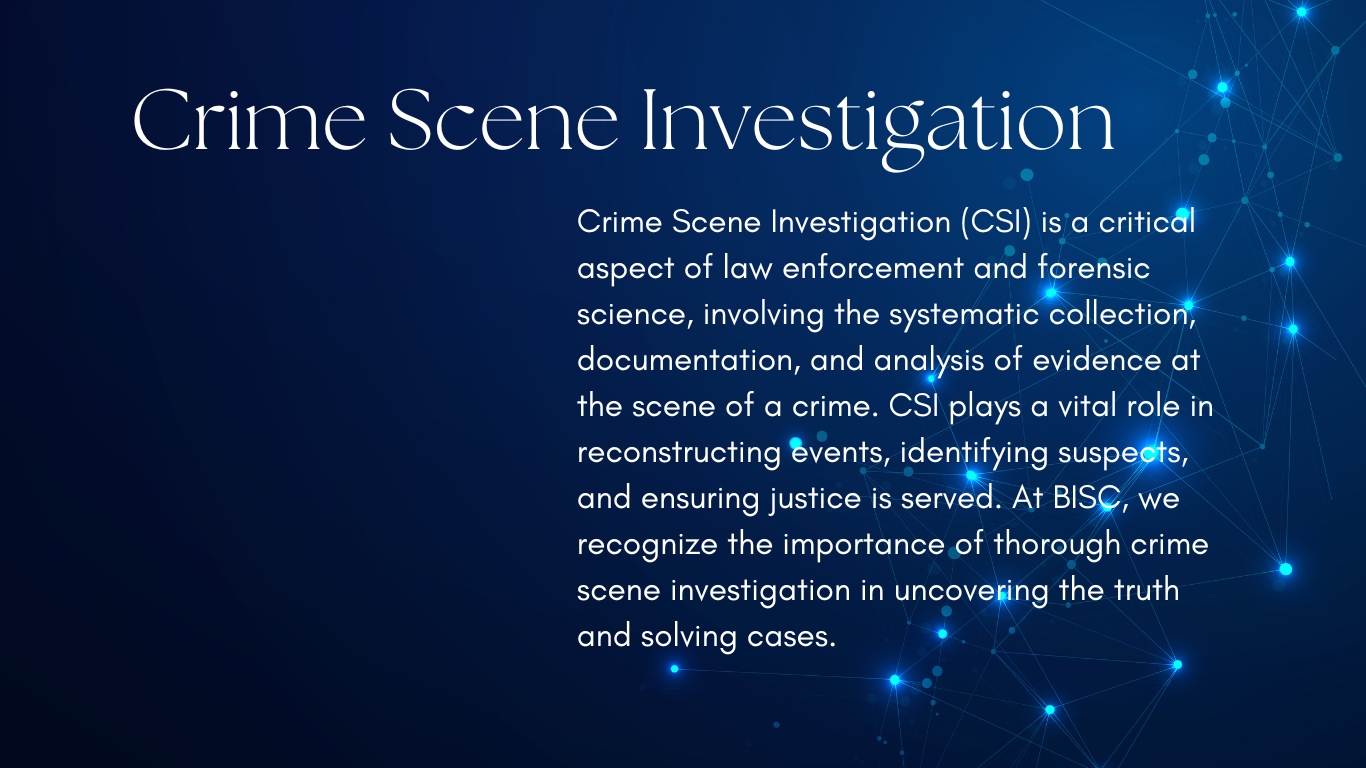 Crime Scene Investigation
Crime Scene Investigation (CSI) is a critical
aspect of law enforcement and forensic
science, involving the systematic collection,
documentation, and analysis of evidence at
the scene of a crime. CSI plays a vital role in
reconstructing events, identifying suspects,
and ensuring justice is served. At BISC, we
recognize the importance of thorough crime
scene investigation in uncovering the truth
and solving cases.